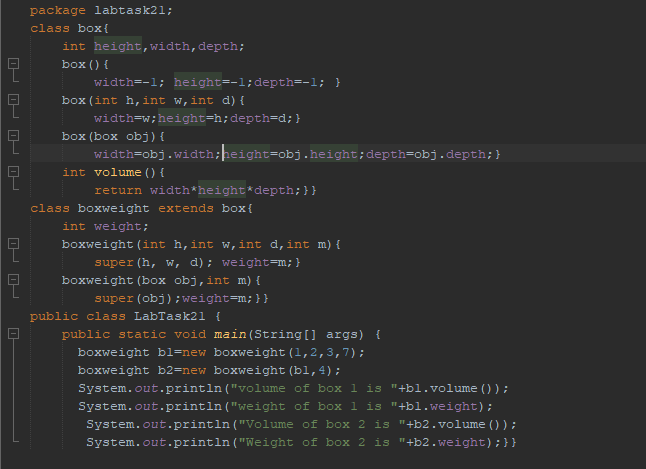 package labtask21;
class box{
int height,width,depth;
box(){
width=-1; height=-1;depth=-1; }
box(int h,int w,int d){
width=w;height=h;depth=d;}
box(box obj){
width=obj.width;height=obj.height;depth=obj.depth;}
int volume(){
return width*height*depth;}}
class boxweight extends box{
int weight;
boxweight(int h,int w,int d,int m){
super(h, w, d); weight=m;}
boxweight(box obj,int m){
super(obj);weight=m;}}
public class LabTask21 {
public static void main(String[] args) {
boxweight b1=new boxweight(1,2,3,7);
boxweight b2=new boxweight(b1,4);
System.out.println("volume of box 1 is "+b1.volume());
System.out.println("weight of box 1 is "+b1.weight);
System.out.println("Volume of box 2 is "+b2.volume());
System.out.println("Weight of box 2 is "+b2.weight);}}